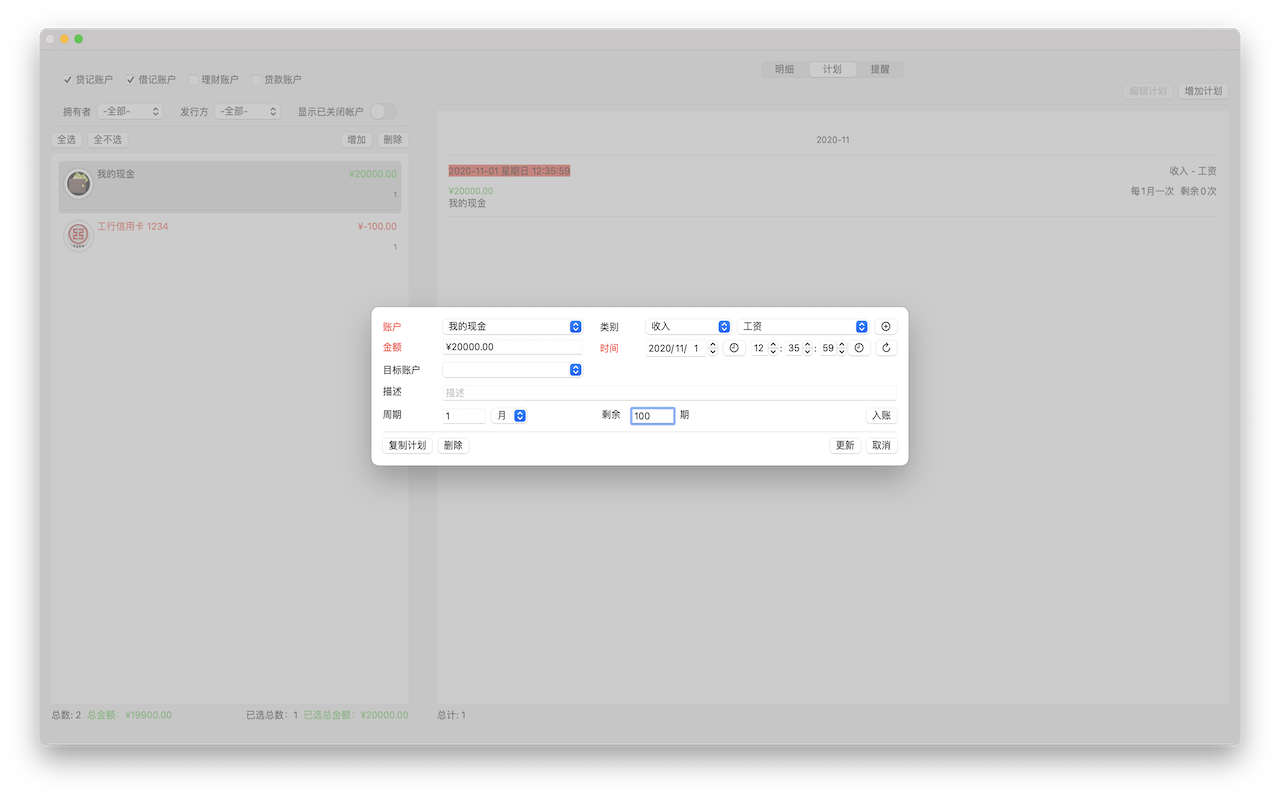 贷记账户 借记账户 理财账户 贷款账户
拥有者 -全部- 发行方 -全部- 显示已关闭帐户
全选 全不选 增加 删除
我的现金 ¥20000.00
1
工行信用卡 1234 ¥-100.00
1
总数: 2 总金额: ¥19900.00 已选总数: 1 已选总金额: ¥20000.00
明细 计划 提醒
编辑计划 增加计划
2020-11
2020-11-01 星期日 12:35:59 收入 - 工资
¥20000.00 每1月一次 剩余0次
我的现金
总计: 1
账户 我的现金 类别 收入 工资
金额 ¥20000.00 时间 2020/11/ 1 12 : 35 : 59
目标账户
描述 描述
周期 1 月 剩余 100 期 入账
复制计划 删除 更新 取消